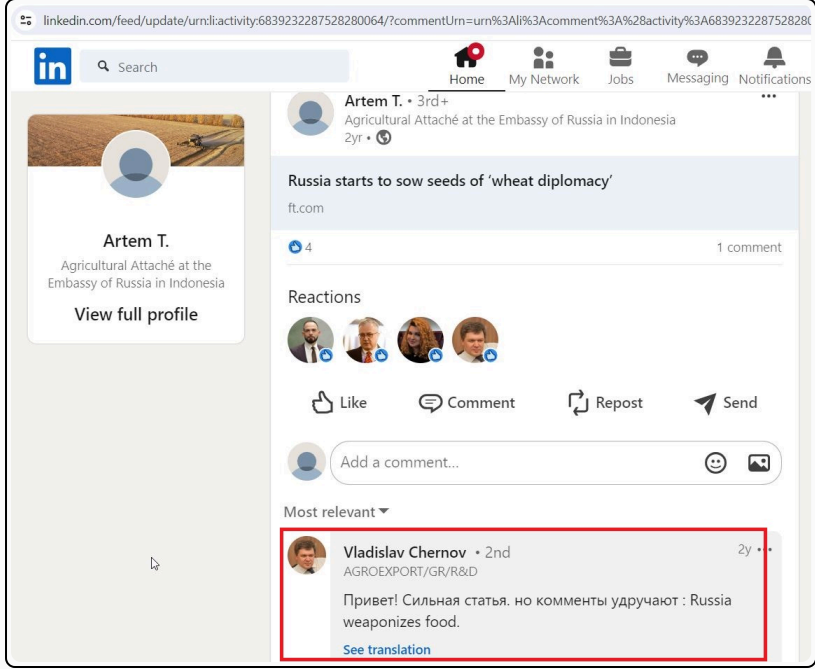 linkedin.com/feed/update/urn:li:activity:6839232287528280064/?commentUrn=urn%3Ali%3Acomment%3A%28activity%3A6839232287528280
in
Search
Home
My Network
Jobs
Messaging
Notifications
Artem T. • 3rd+
Agricultural Attaché at the Embassy of Russia in Indonesia
2yr •
Russia starts to sow seeds of ‘wheat diplomacy’
ft.com
4
1 comment
Artem T.
Agricultural Attaché at the
Embassy of Russia in Indonesia
View full profile
Reactions
Like
Comment
Repost
Send
Add a comment...
Most relevant
Vladislav Chernov • 2nd
2y
AGROEXPORT/GR/R&D
Привет! Сильная статья. но комменты удручают : Russia
weaponizes food.
See translation